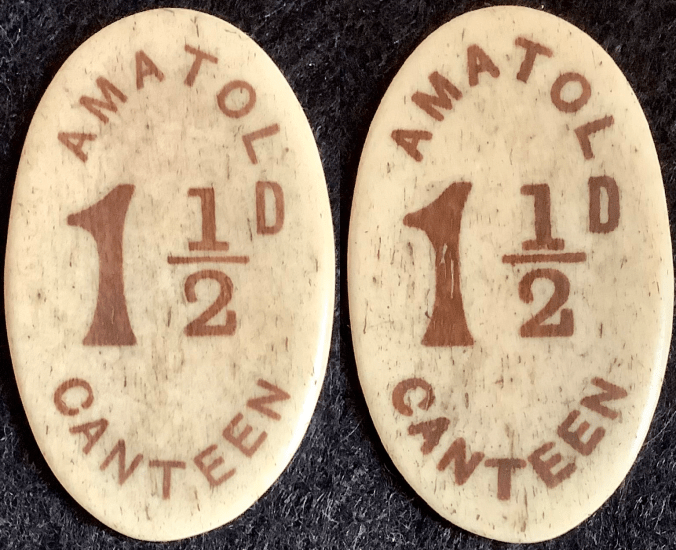 AMATOL
1 1/2 D
CANTEEN
AMATOL
1 1/2 D
CANTEEN